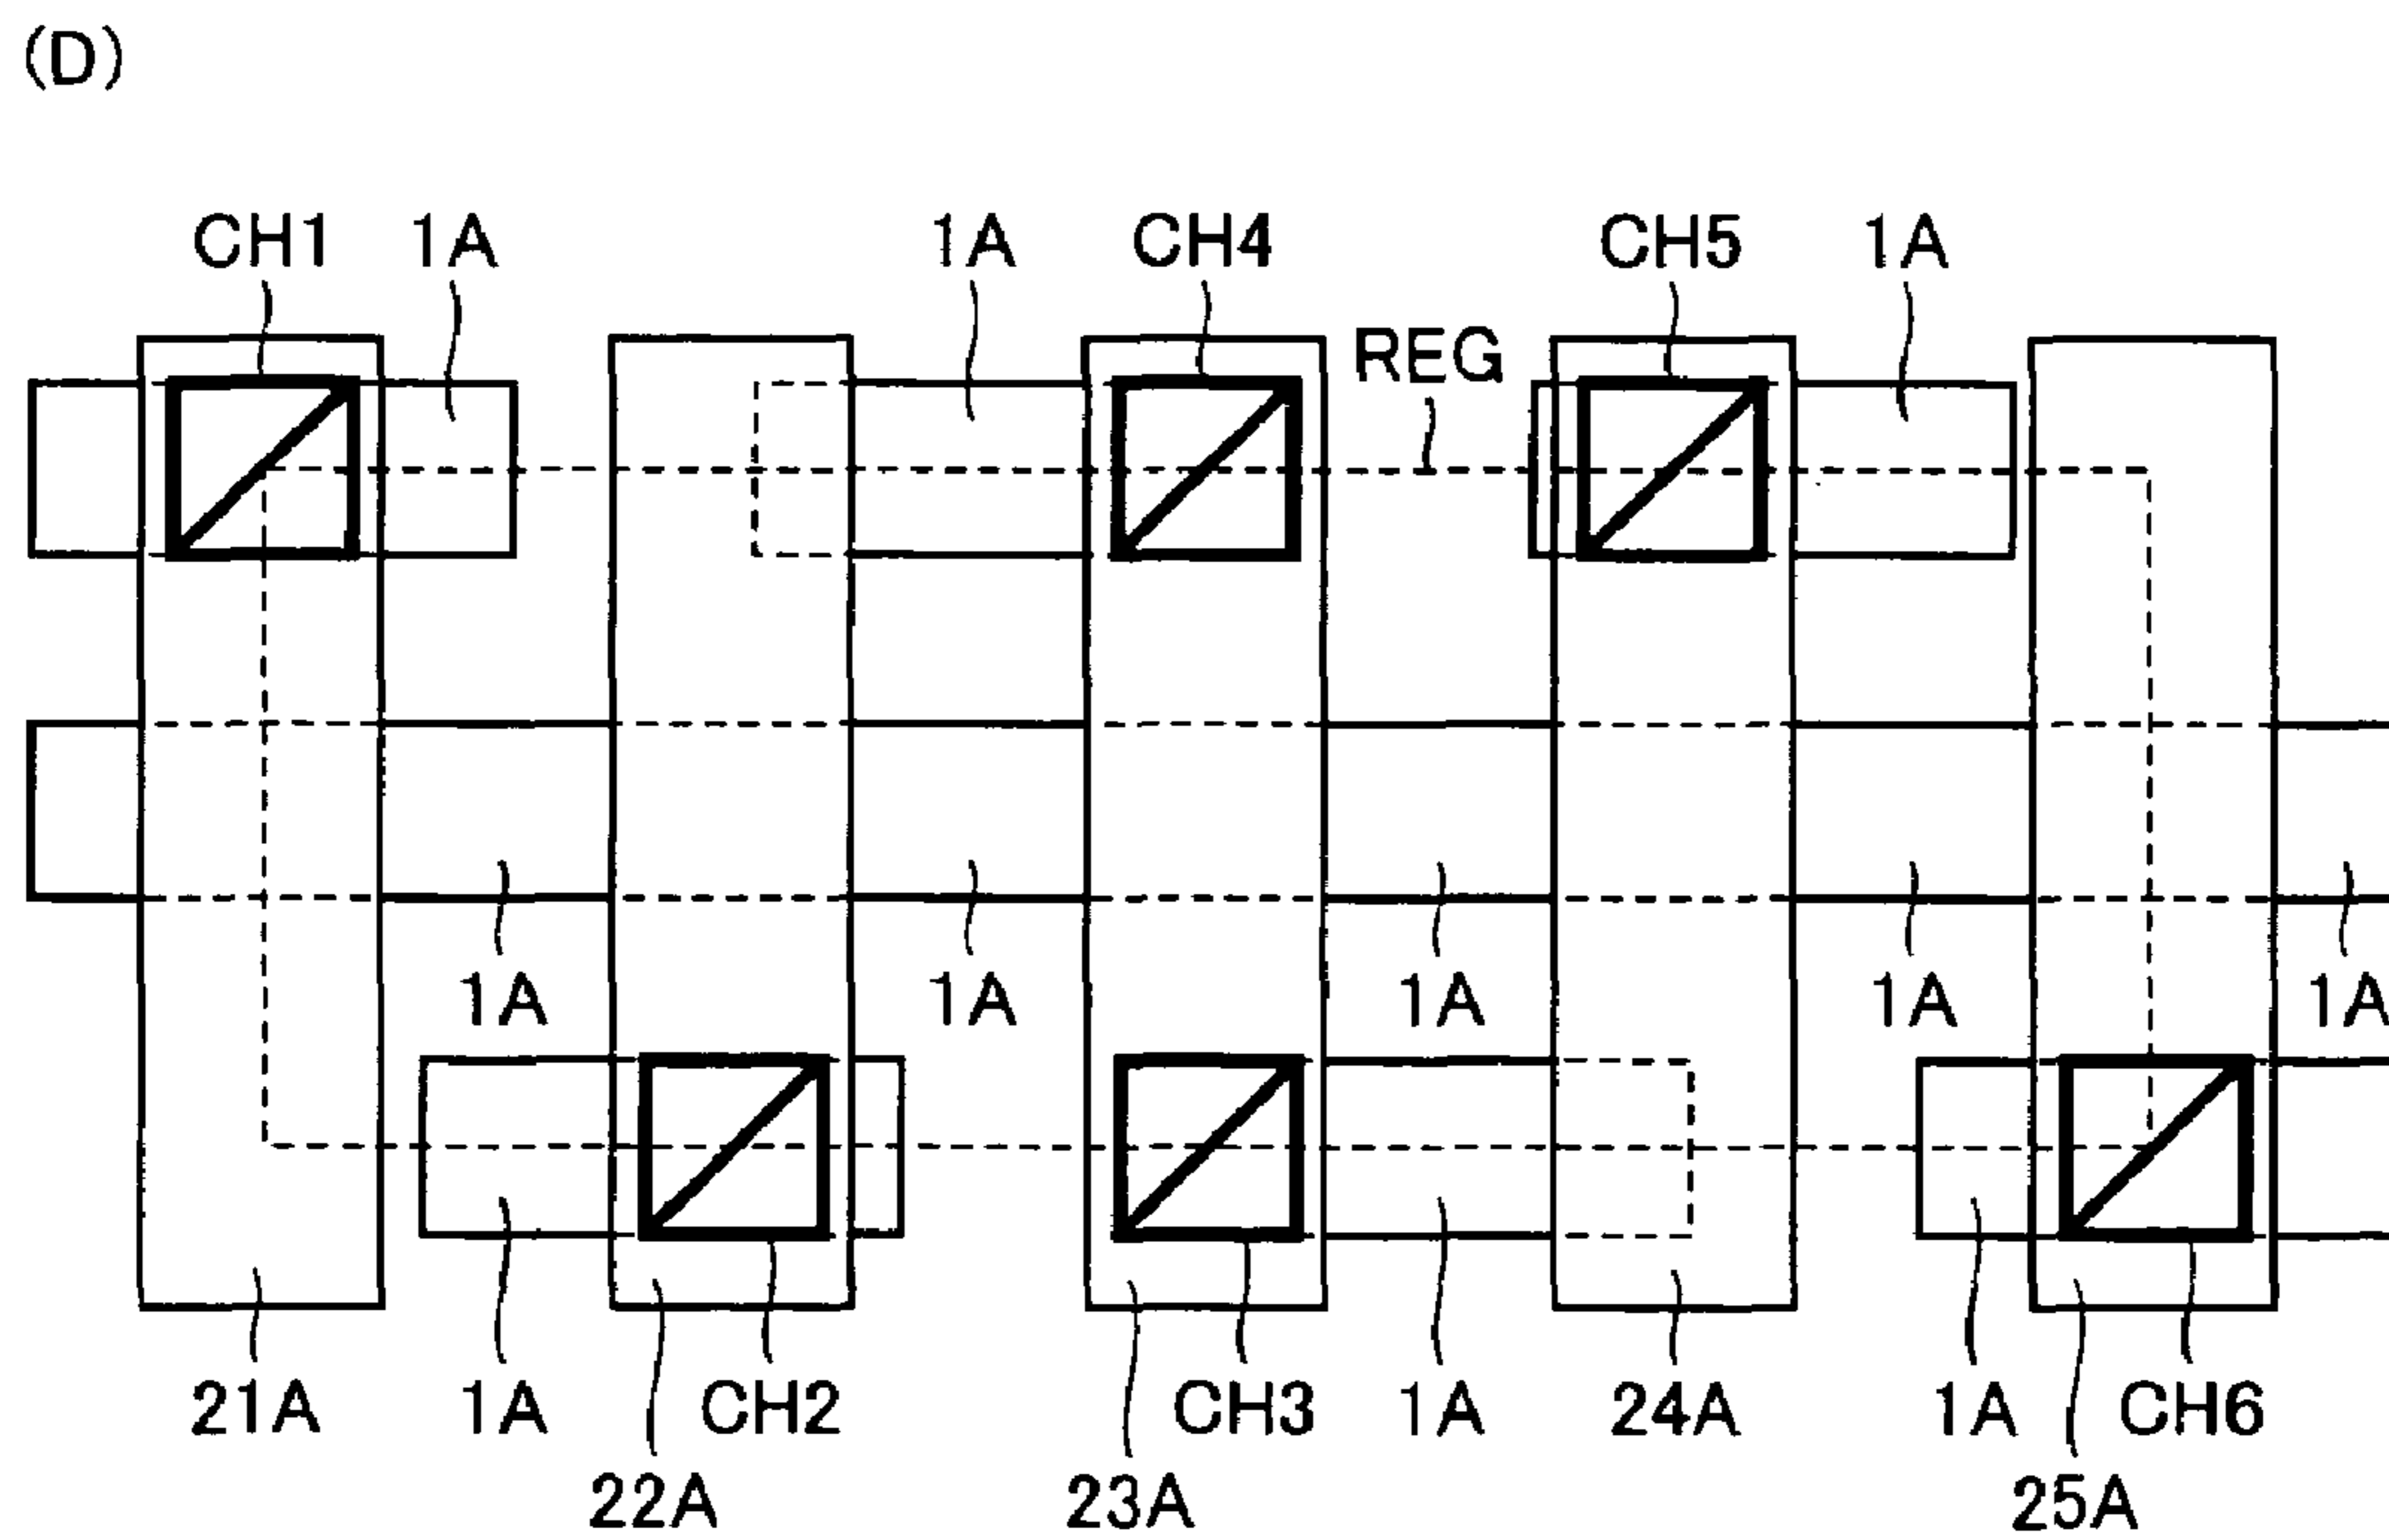 (D)
CH1 1A 1A CH4 CH5 1A
REG
1A 1A 1A 1A 1A
21A 1A CH2 CH3 1A 24A 1A CH6
22A 23A 25A